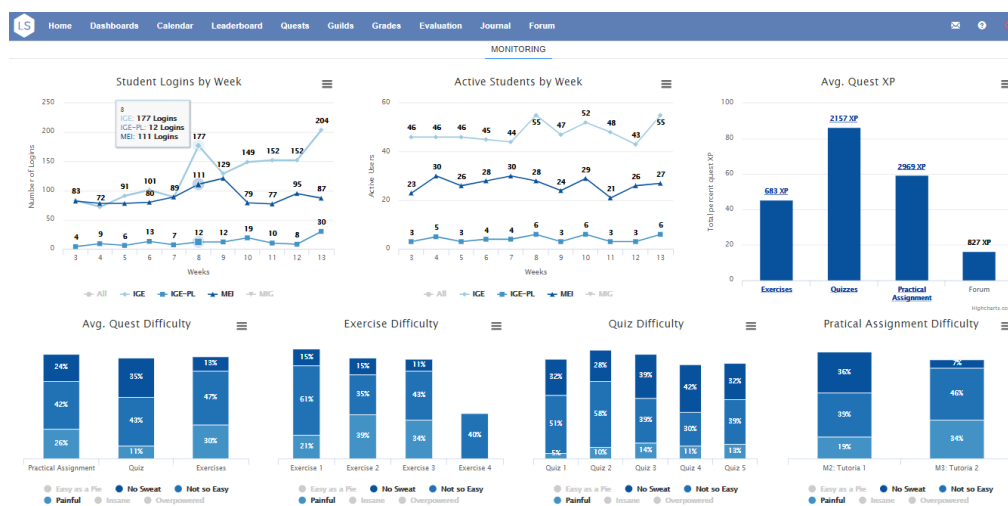 LS Home Dashboards Calendar Leaderboard Quests Guilds Grades Evaluation Journal Forum
MONITORING
Student Logins by Week
250
200
150
100
50
0
Number of Logins
8
IGE: 177 Logins
IGE-PL: 12 Logins
MEI: 111 Logins
83 72 91 101 89 177 129 149 152 152 204
80 111 79 77 95 87
4 9 6 13 7 12 12 19 10 8 30
3 4 5 6 7 8 9 10 11 12 13
Weeks
All IGE IGE-PL MEI MIG
Active Students by Week
60
40
20
0
Active Users
46 46 46 45 44 55 47 52 48 43 55
23 30 26 28 30 28 24 29 21 26 27
3 5 3 4 4 6 3 6 3 3 6
3 4 5 6 7 8 9 10 11 12 13
Weeks
All IGE IGE-PL MEI MIG
Avg. Quest XP
100
80
60
40
20
0
Total percent quest XP
683 XP 2157 XP 2969 XP 827 XP
Exercises Quizzes Practical Forum
Assignment
Highcharts.co
Avg. Quest Difficulty
24% 35% 13%
42% 43% 47%
26% 11% 30%
Practical Assignment Quiz Exercises
Easy as a Pie No Sweat Not so Easy
Painful Insane Overpowered
Exercise Difficulty
15% 15% 11%
61% 35% 43% 40%
21% 39% 34%
Exercise 1 Exercise 2 Exercise 3 Exercise 4
Easy as a Pie No Sweat Not so Easy
Painful Insane Overpowered
Quiz Difficulty
32% 28% 39% 42% 32%
51% 58% 39% 30% 39%
5% 10% 14% 11% 13%
Quiz 1 Quiz 2 Quiz 3 Quiz 4 Quiz 5
Easy as a Pie No Sweat Not so Easy
Painful Insane Overpowered
Pratical Assignment Difficulty
36% 7%
39% 46%
19% 34%
M2: Tutoria 1 M3: Tutoria 2
Easy as a Pie No Sweat Not so Easy
Painful Insane Overpowered